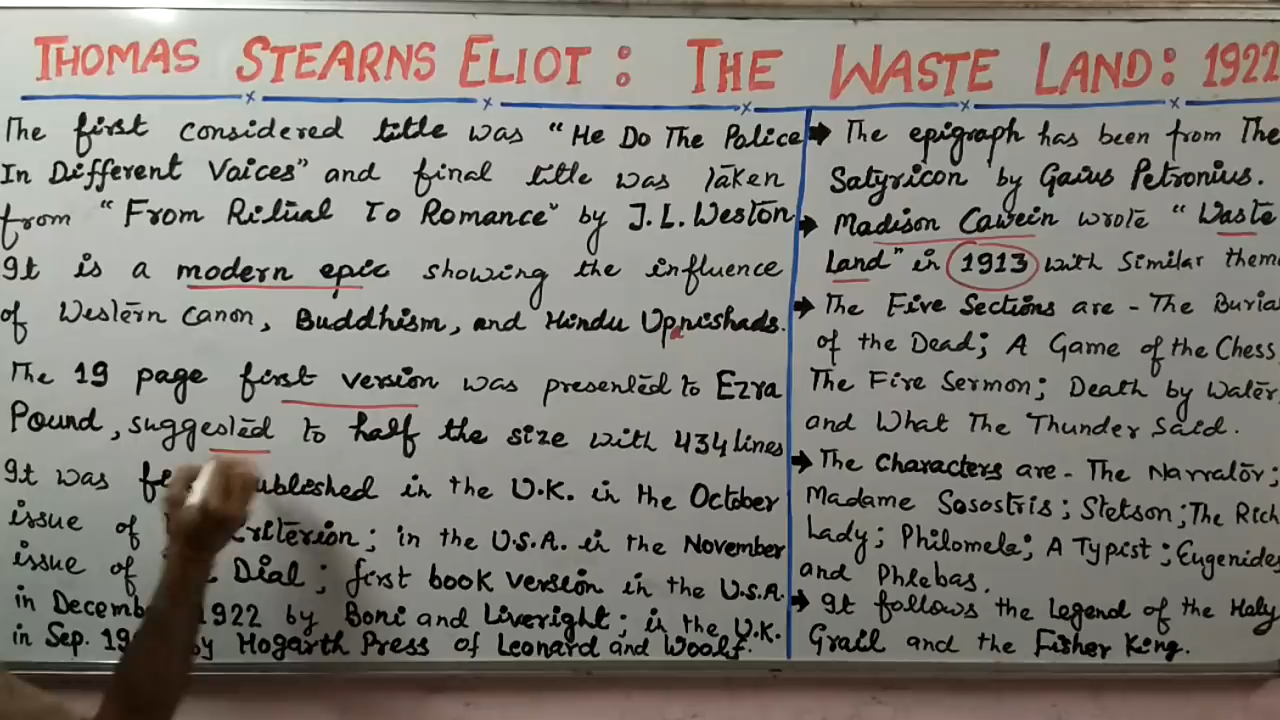 THOMAS STEARNS ELIOT : THE WASTE LAND: 1922
The first considered title was "He Do The Police
In Different Voices" and final title was Taken
from "From Ritual To Romance" by J.L.Weston
It is a modern epic showing the influence
of Western Canon, Buddhism, and Hindu Upanishads.
The 19 page first version was presented to Ezra
Pound, suggested to half the size with 434 lines
It was published in the U.K. in the October
issue of Criterion; in the U.S.A. in the November
issue of Dial; first book version in the U.S.A.
in 1922 by Boni and Liveright; in the U.K.
in Sep. by Hogarth Press of Leonard and Woolf.
→ The epigraph has been from The
Satyricon by Gaius Petronius.
→ Madison Cawein wrote "Waste
Land" in 1913 with similar
→ The Five Sections are - The
of the Dead; A Game of the Chess
The Fire Sermon; Death by Water,
and What The Thunder Said.
→ The Characters are - The Narrator;
Madame Sosostris; Stetson; The Rich
Lady; Philomela; A Typist; Eugenides
and Phlebas.
→ It follows the Legend of the Holy
Grail and the Fisher King.